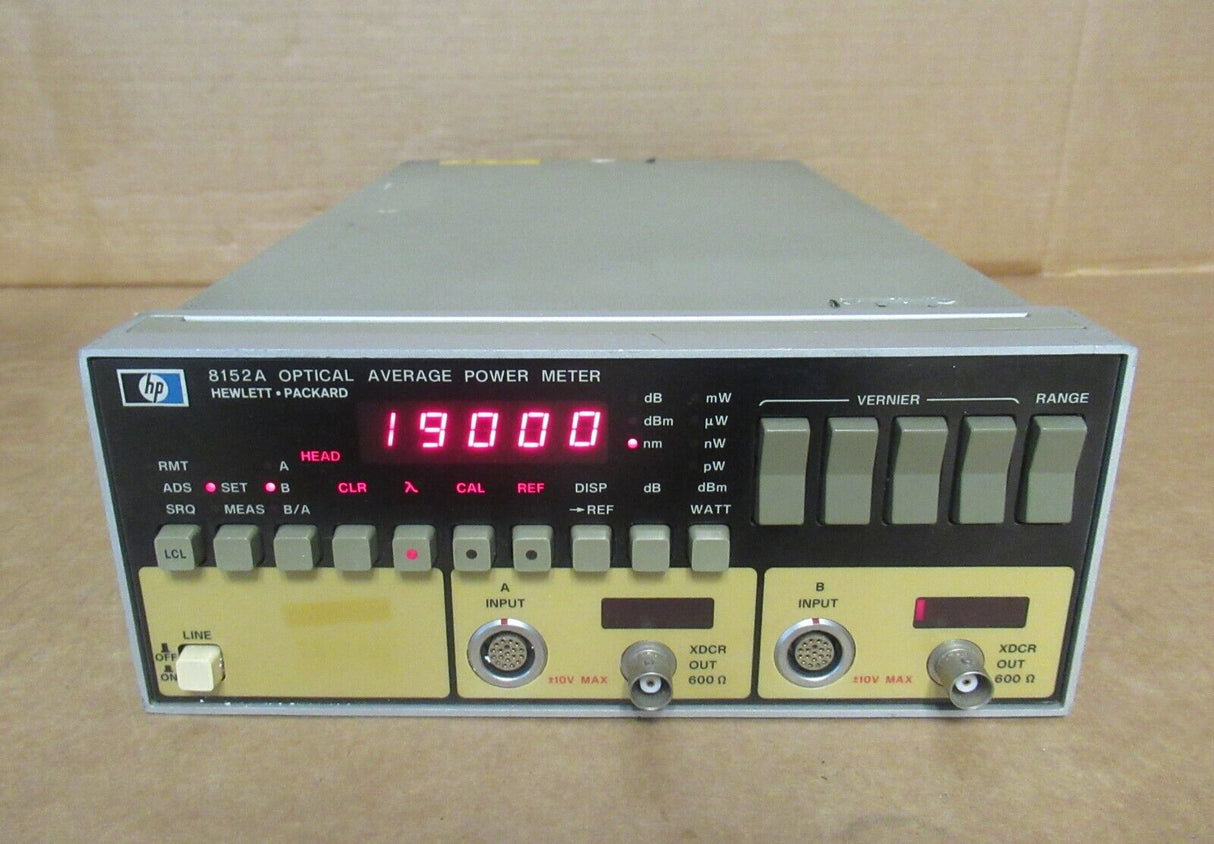 hp
8152A OPTICAL AVERAGE POWER METER
HEWLETT • PACKARD
19000
dB mW
dBm µW
nm nW
pW
VERNIER RANGE
HEAD
RMT A
ADS SET B CLR λ CAL REF DISP dB dBm
SRQ MEAS B/A →REF WATT
LCL
LINE
OFF
ON
A
INPUT
±10V MAX
XDCR
OUT
600 Ω
B
INPUT
±10V MAX
XDCR
OUT
600 Ω